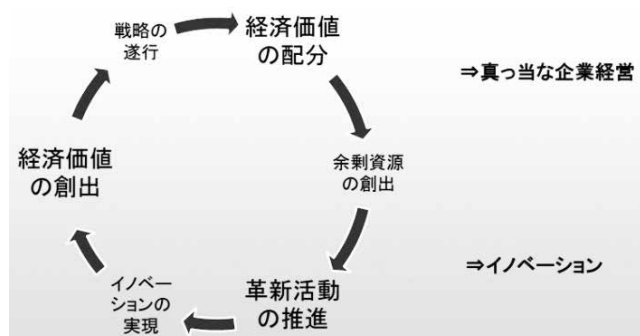 戦略の
遂行
経済価値
の配分
⇒真っ当な企業経営
経済価値
の創出
余剰資源
の創出
イノベー
ションの
実現
革新活動
の推進
⇒イノベーション